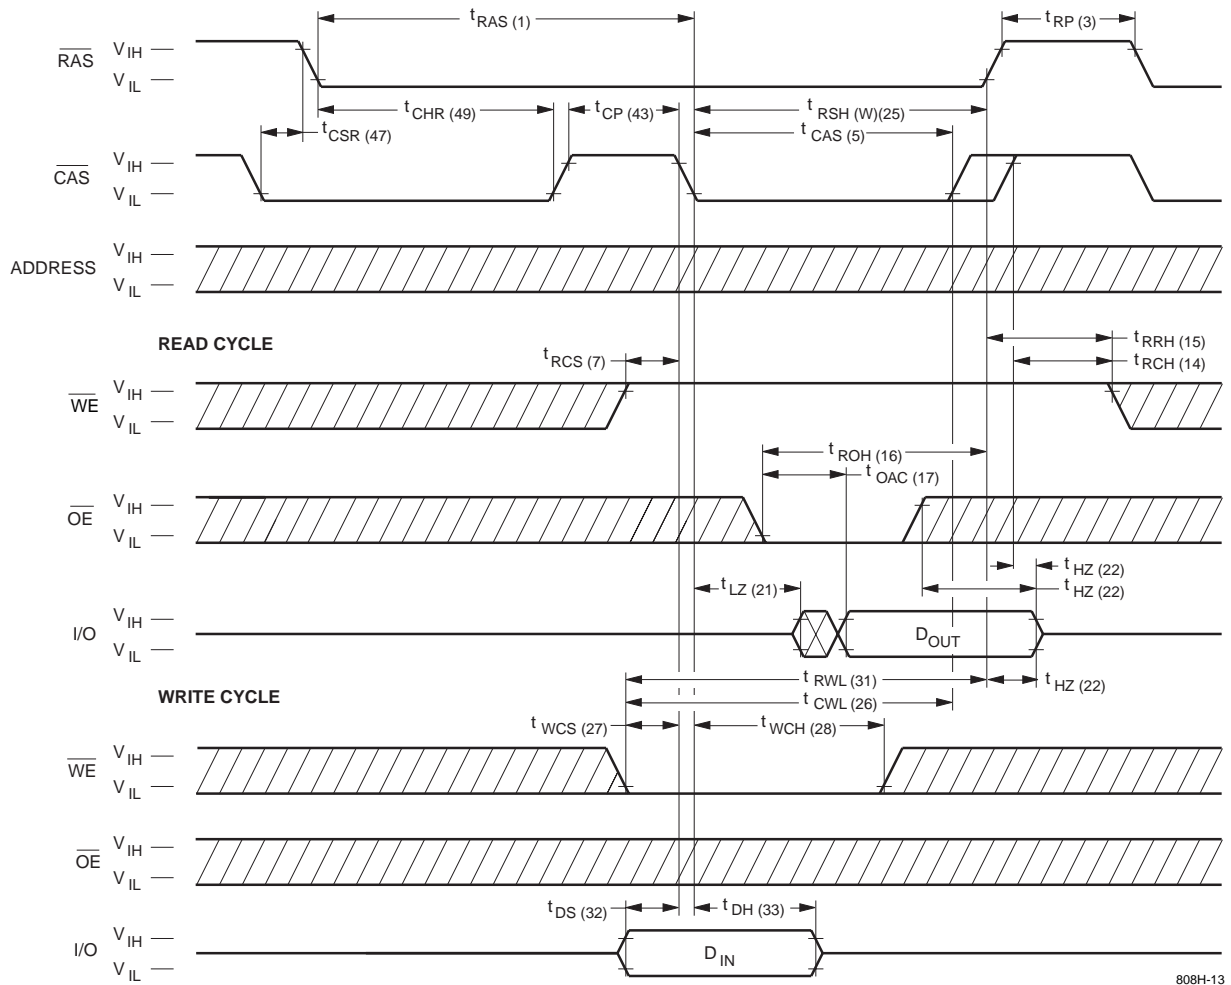 t RAS (1)
t RP (3)
RAS
V IH
V IL
t CHR (49)
t CP (43)
t RSH (W)(25)
t CSR (47)
t CAS (5)
CAS
V IH
V IL
ADDRESS
V IH
V IL
READ CYCLE
t RCS (7)
t RRH (15)
t RCH (14)
WE
V IH
V IL
t ROH (16)
t OAC (17)
OE
V IH
V IL
t HZ (22)
t LZ (21)
t HZ (22)
I/O
V IH
V IL
D OUT
WRITE CYCLE
t RWL (31)
t HZ (22)
t CWL (26)
t WCS (27)
t WCH (28)
WE
V IH
V IL
OE
V IH
V IL
t DS (32)
t DH (33)
I/O
V IH
V IL
D IN
808H-13